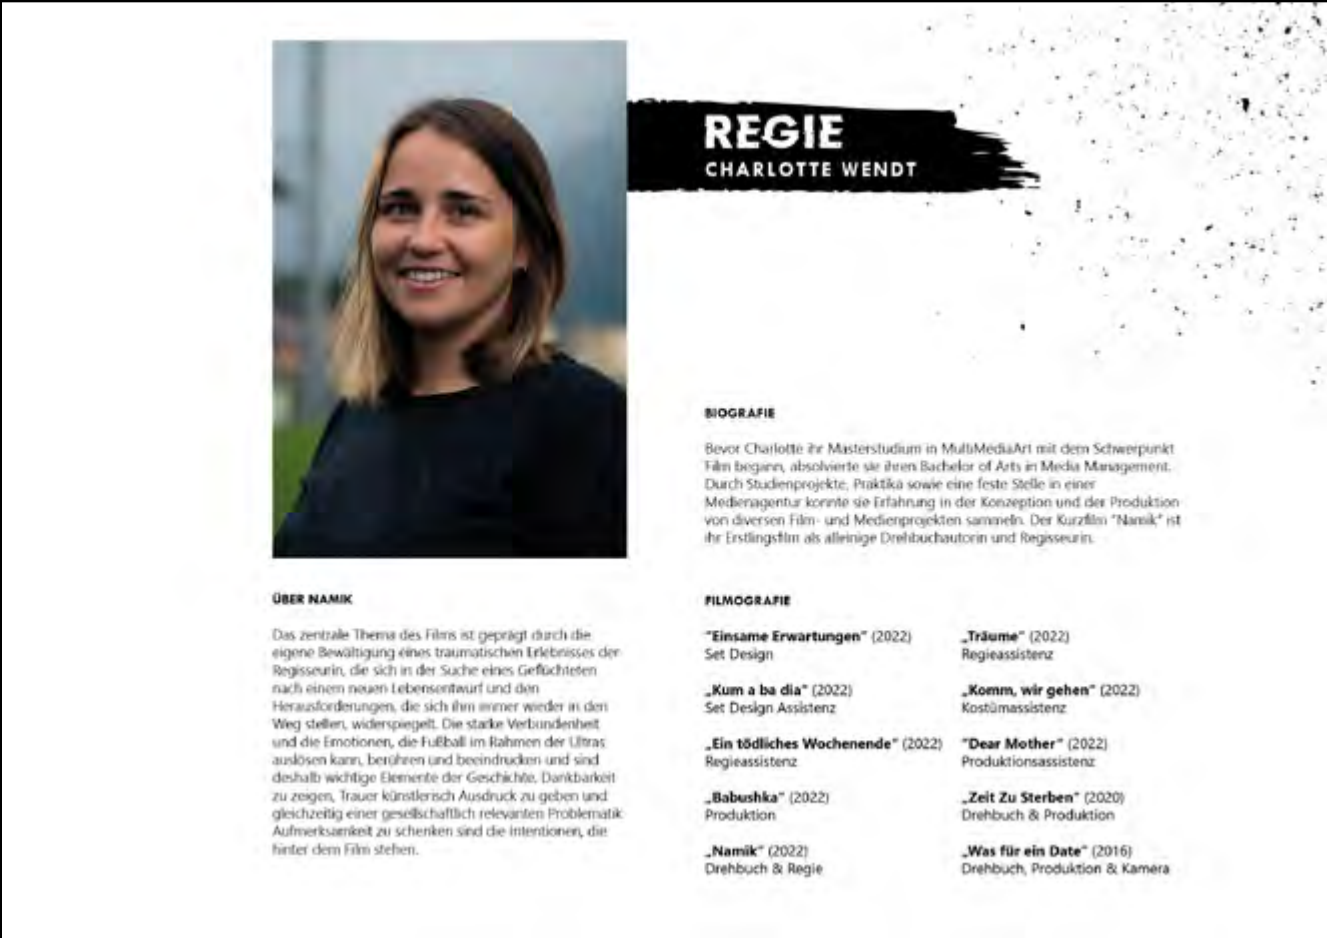 REGIE
CHARLOTTE WENDT
BIOGRAFIE
Bevor Charlotte ihr Masterstudium in MultiMediaArt mit dem Schwerpunkt
Film begann, absolvierte sie ihren Bachelor of Arts in Media Management.
Durch Studienprojekte, Praktika sowie eine feste Stelle in einer
Medienagentur konnte sie Erfahrung in der Konzeption und der Produktion
von diversen Film- und Medienprojekten sammeln. Der Kurzfilm "Namik" ist
ihr Erstlingsfilm als alleinige Drehbuchautorin und Regisseurin.
ÜBER NAMIK
Das zentrale Thema des Films ist geprägt durch die
eigene Bewältigung eines traumatischen Erlebnisses der
Regisseurin, die sich in der Suche eines Geflüchteten
nach einem neuen Lebensentwurf und den
Herausforderungen, die sich ihm immer wieder in den
Weg stellen, widerspiegelt. Die starke Verbundenheit
und die Emotionen, die Fußball im Rahmen der Ultras
auslösen kann, berühren und beeindrucken und sind
deshalb wichtige Elemente der Geschichte. Dankbarkeit
zu zeigen, Trauer künstlerisch Ausdruck zu geben und
gleichzeitig einer gesellschaftlich relevanten Problematik
Aufmerksamkeit zu schenken sind die Intentionen, die
hinter dem Film stehen.
FILMOGRAFIE
"Einsame Erwartungen" (2022)
Set Design
„Kum a ba dia" (2022)
Set Design Assistenz
„Ein tödliches Wochenende" (2022)
Regieassistenz
„Babushka" (2022)
Produktion
„Namik" (2022)
Drehbuch & Regie
„Träume" (2022)
Regieassistenz
„Komm, wir gehen" (2022)
Kostümassistenz
"Dear Mother" (2022)
Produktionsassistenz
„Zeit Zu Sterben" (2020)
Drehbuch & Produktion
„Was für ein Date" (2016)
Drehbuch, Produktion & Kamera